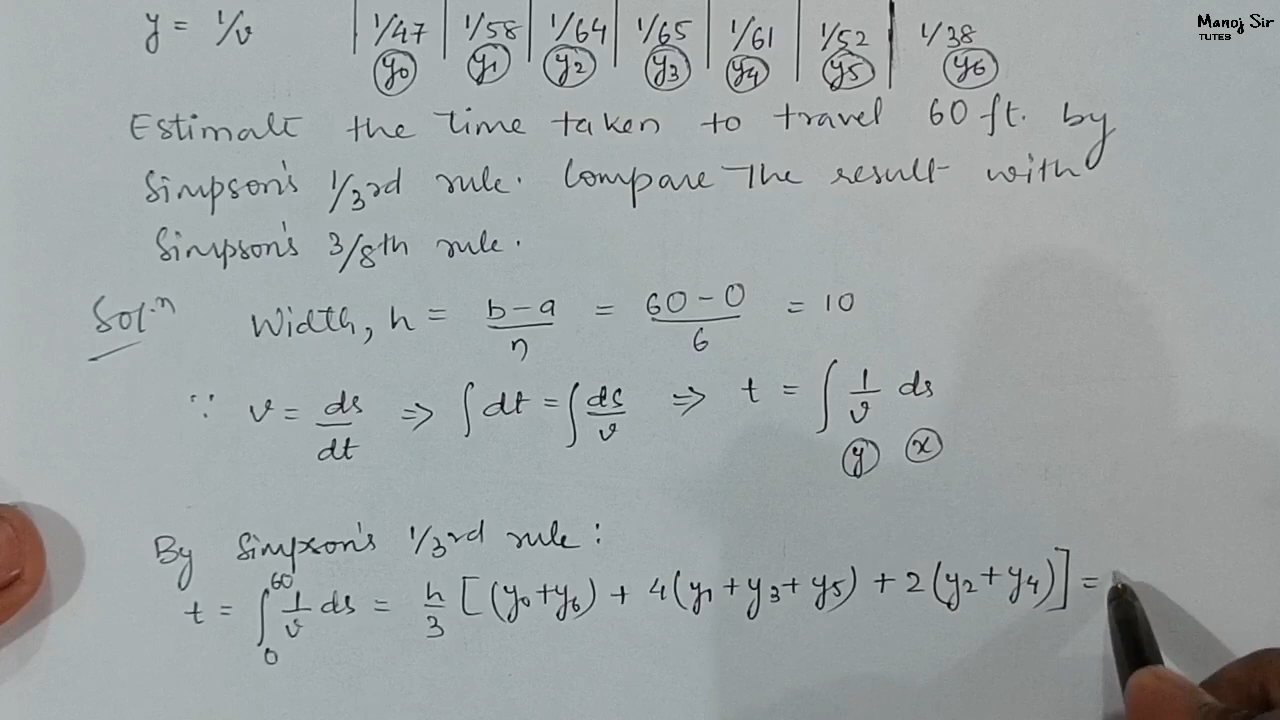 Manoj Sir
TUTES
y = 1/v | 1/47 | 1/58 | 1/64 | 1/65 | 1/61 | 1/52 | 1/38
y0 y1 y2 y3 y4 y5 y6
Estimate the time taken to travel 60 ft. by
Simpson's 1/3rd rule. Compare the result with
Simpson's 3/8th rule.
Sol.n Width, h = (b-a)/n = (60-0)/6 = 10
∵ v = ds/dt ⇒ ∫dt = ∫ds/v ⇒ t = ∫ 1/v ds
y x
By Simpson's 1/3rd rule:
t = ∫₀⁶⁰ 1/v ds = h/3 [(y0+y6) + 4(y1+y3+y5) + 2(y2+y4)] =